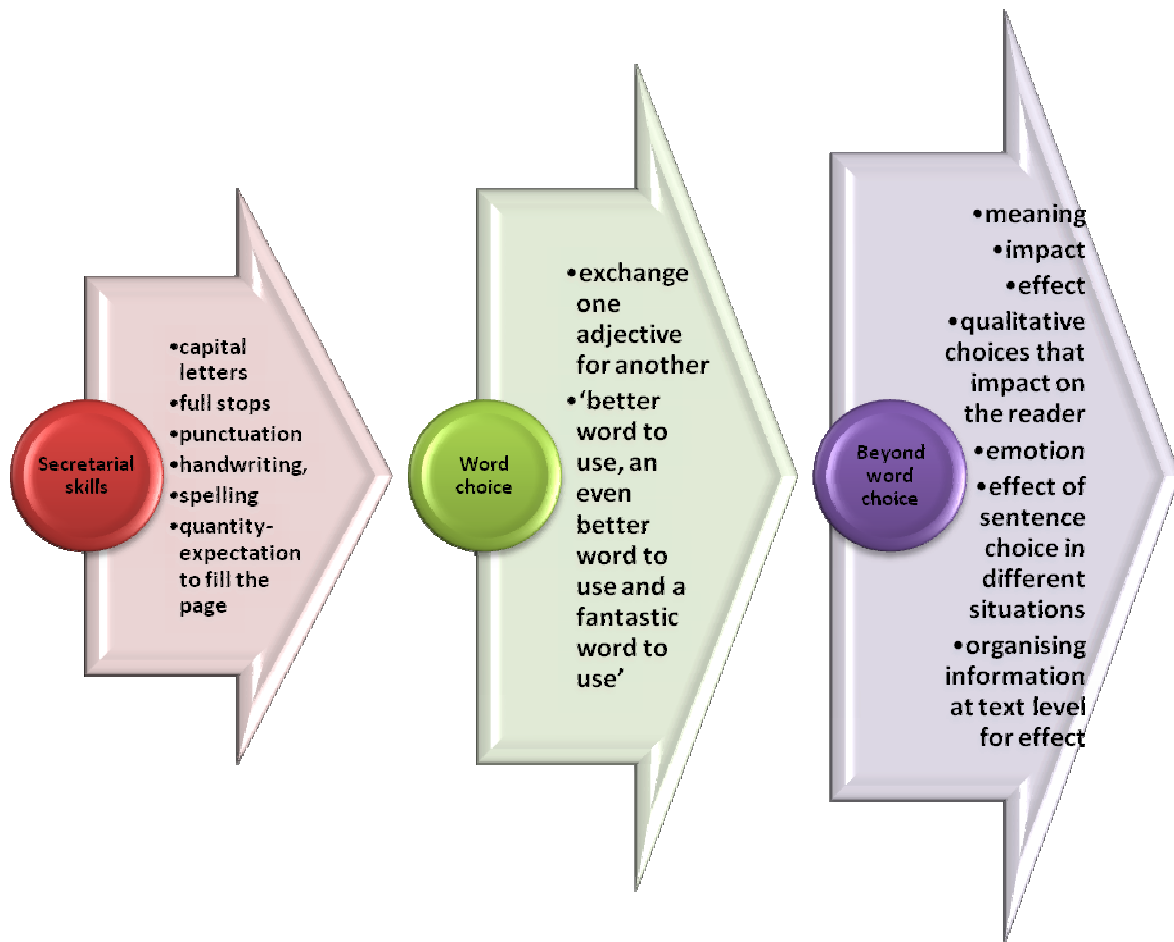 Secretarial
skills
•capital
letters
•full stops
•punctuation
•handwriting,
•spelling
•quantity-
expectation
to fill the
page
Word
choice
•exchange
one
adjective
for another
•‘better
word to
use, an
even
better
word to
use and a
fantastic
word to
use’
Beyond
word
choice
•meaning
•impact
•effect
•qualitative
choices that
impact on
the reader
•emotion
•effect of
sentence
choice in
different
situations
•organising
information
at text level
for effect